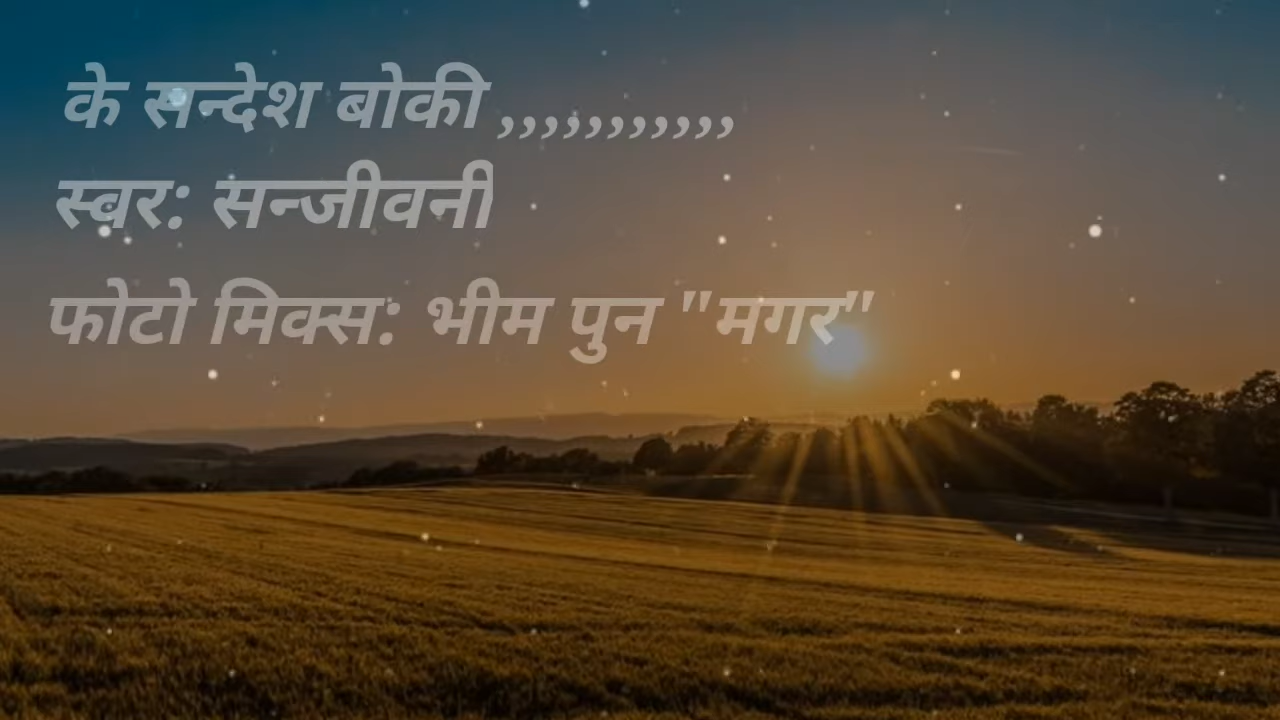 के सन्देश बोकी ,,,,,,,,,,,
स्वर: सन्जीवनी
फोटो मिक्स: भीम पुन "मगर"